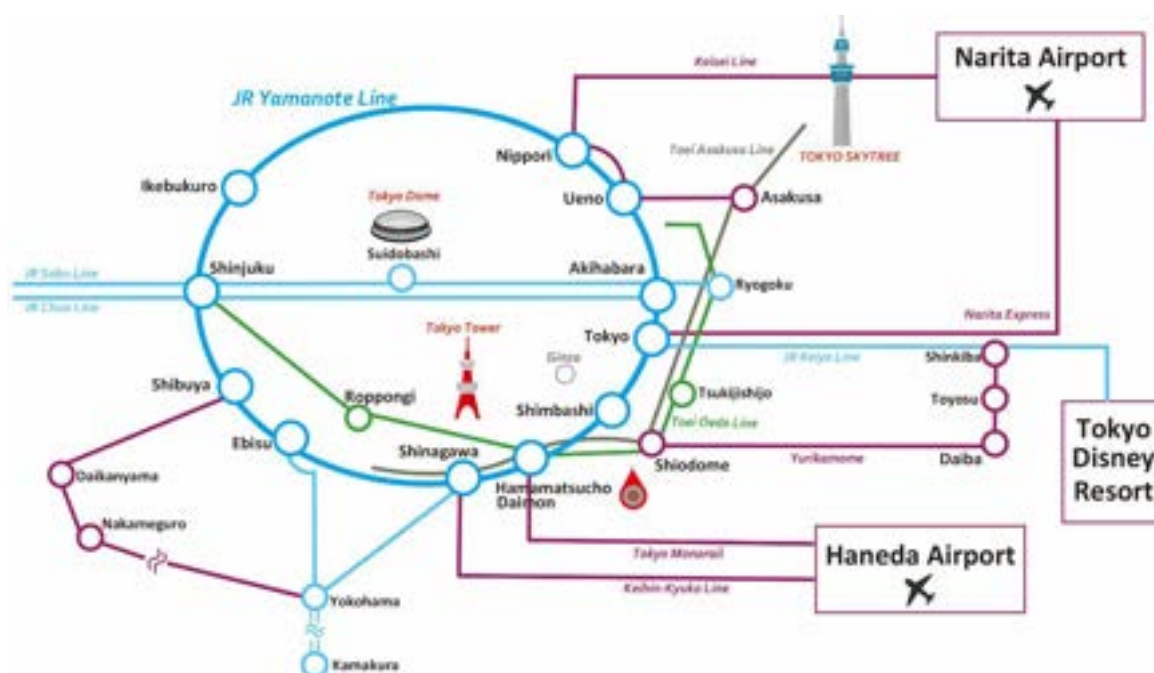 Keisei Line
Narita Airport
JR Yamanote Line
Nippori
Toei Asakusa Line
TOKYO SKYTREE
Ikebukuro
Tokyo Dome
Ueno
Asakusa
Suidobashi
JR Sobu Line
Shinjuku
Akihabara
Ryogoku
JR Chuo Line
Narita Express
Tokyo Tower
Tokyo
Ginza
JR Keiyo Line
Shinkiba
Shibuya
Roppongi
Tsukijishijo
Toyosu
Shimbashi
Toei Oedo Line
Ebisu
Shinagawa
Tokyo
Disney
Resort
Shiodome
Yurikamome
Daiba
Daikanyama
Hamamatsucho
Daimon
Nakameguro
Tokyo Monorail
Haneda Airport
Keihin-Kyuko Line
Yokohama
Kamakura